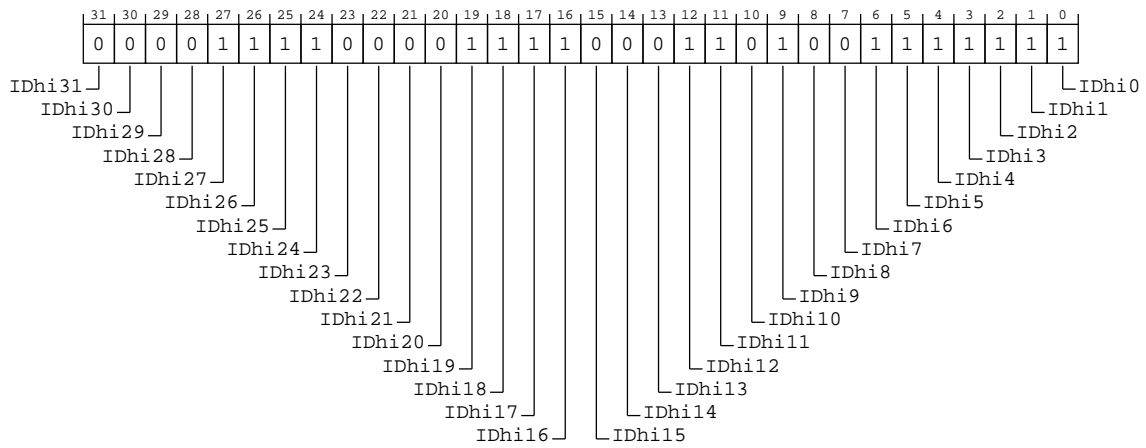 31 30 29 28 27 26 25 24 23 22 21 20 19 18 17 16 15 14 13 12 11 10 9 8 7 6 5 4 3 2 1 0
0 0 0 0 1 1 1 1 0 0 0 0 1 1 1 1 0 0 0 1 1 0 1 0 0 1 1 1 1 1 1 1
IDhi31 IDhi0
IDhi30 IDhi1
IDhi29 IDhi2
IDhi28 IDhi3
IDhi27 IDhi4
IDhi26 IDhi5
IDhi25 IDhi6
IDhi24 IDhi7
IDhi23 IDhi8
IDhi22 IDhi9
IDhi21 IDhi10
IDhi20 IDhi11
IDhi19 IDhi12
IDhi18 IDhi13
IDhi17 IDhi14
IDhi16 IDhi15